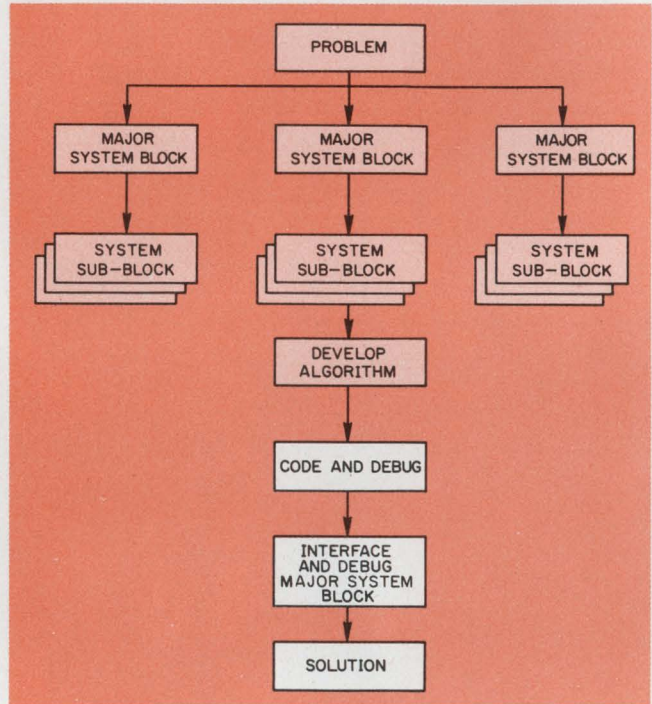 PROBLEM
MAJOR
SYSTEM BLOCK
MAJOR
SYSTEM BLOCK
MAJOR
SYSTEM BLOCK
SYSTEM
SUB-BLOCK
SYSTEM
SUB-BLOCK
SYSTEM
SUB-BLOCK
DEVELOP
ALGORITHM
CODE AND DEBUG
INTERFACE
AND DEBUG
MAJOR SYSTEM
BLOCK
SOLUTION